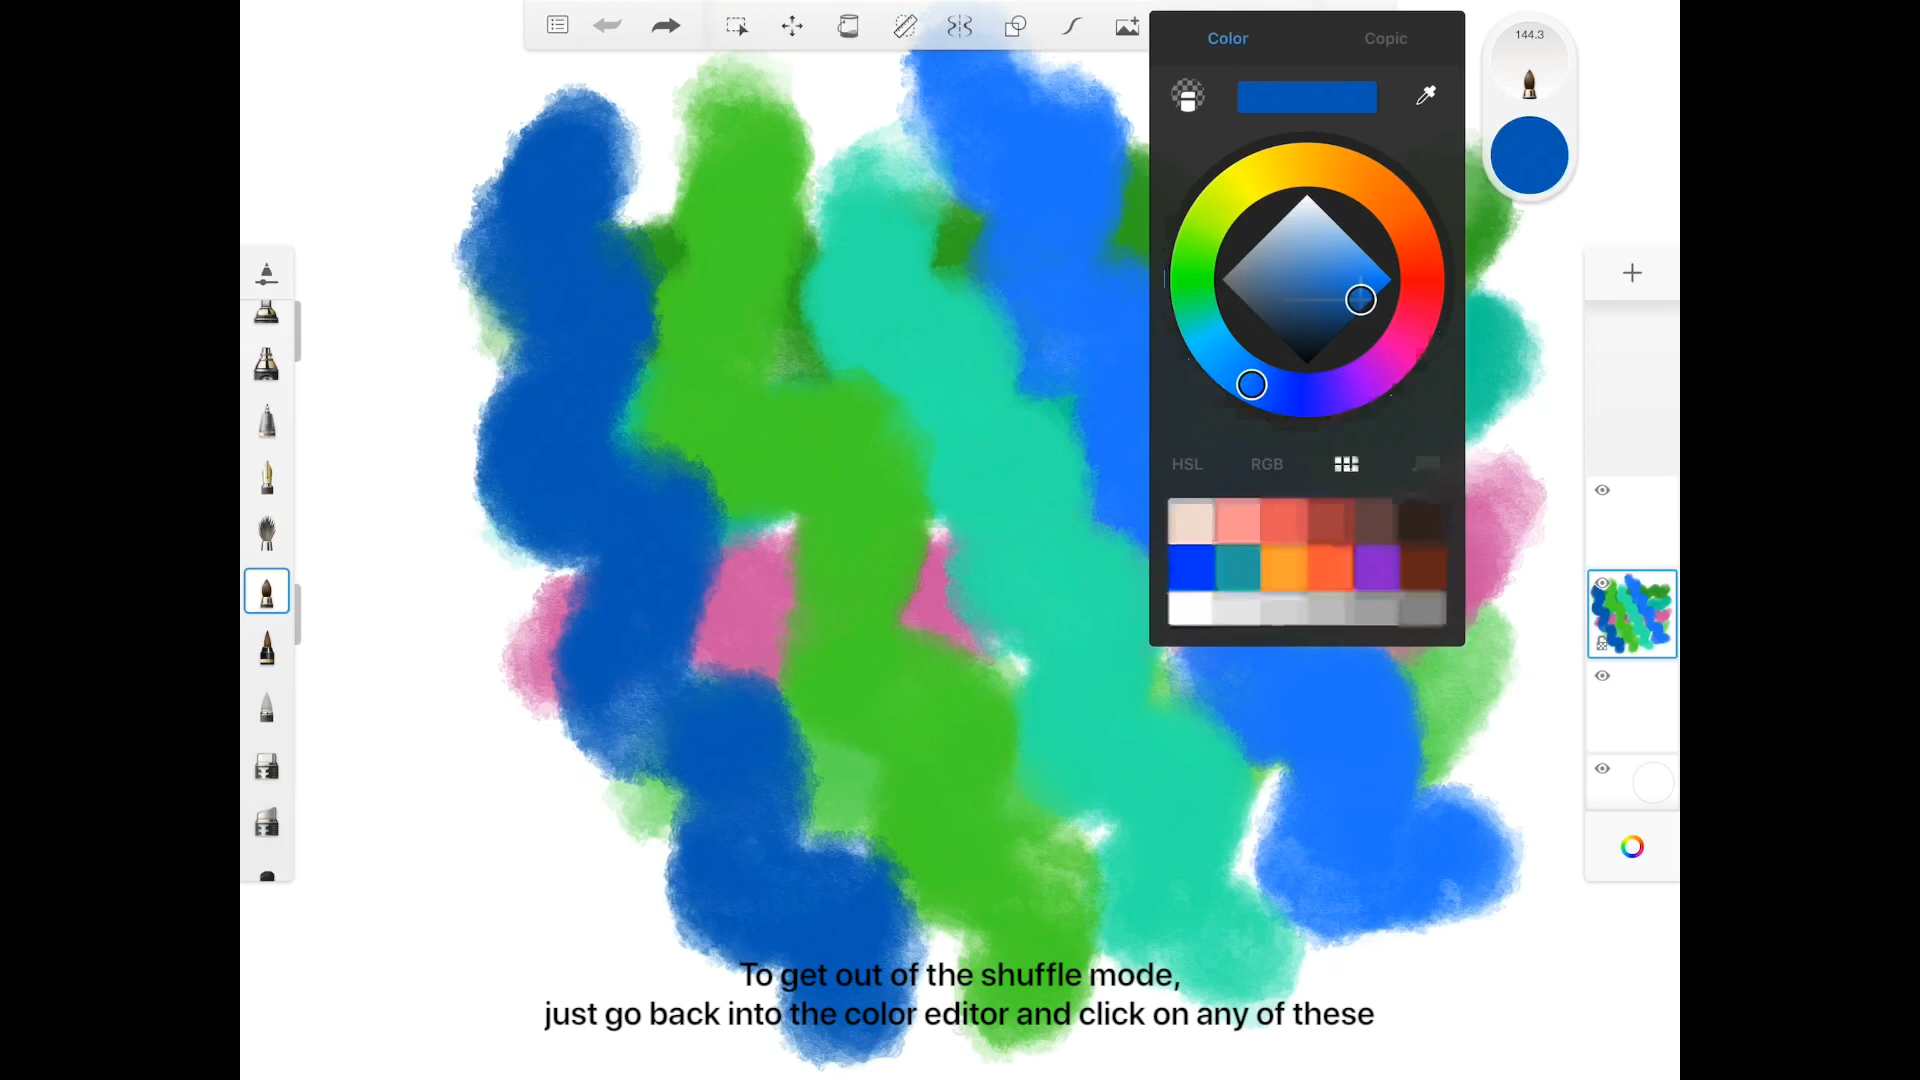 Color
Copic
144.3
HSL
RGB
To get out of the shuffle mode,
just go back into the color editor and click on any of these